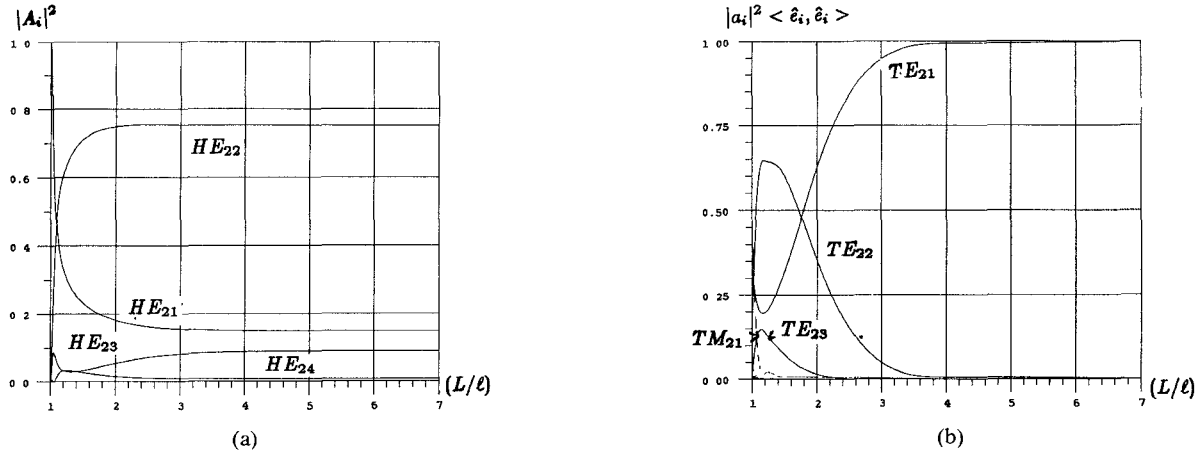 |A_i|^2
1 0
0 8
0 6
0 4
0 2
0 0
HE_22
HE_21
HE_23
HE_24
1 2 3 4 5 6 7
(L/ℓ)
(a)
|a_i|^2 < ê_i, ê_i >
1 00
0.75
0.50
0 25
0 00
TE_21
TE_22
TM_21
TE_23
1 2 3 4 5 6 7
(L/ℓ)
(b)